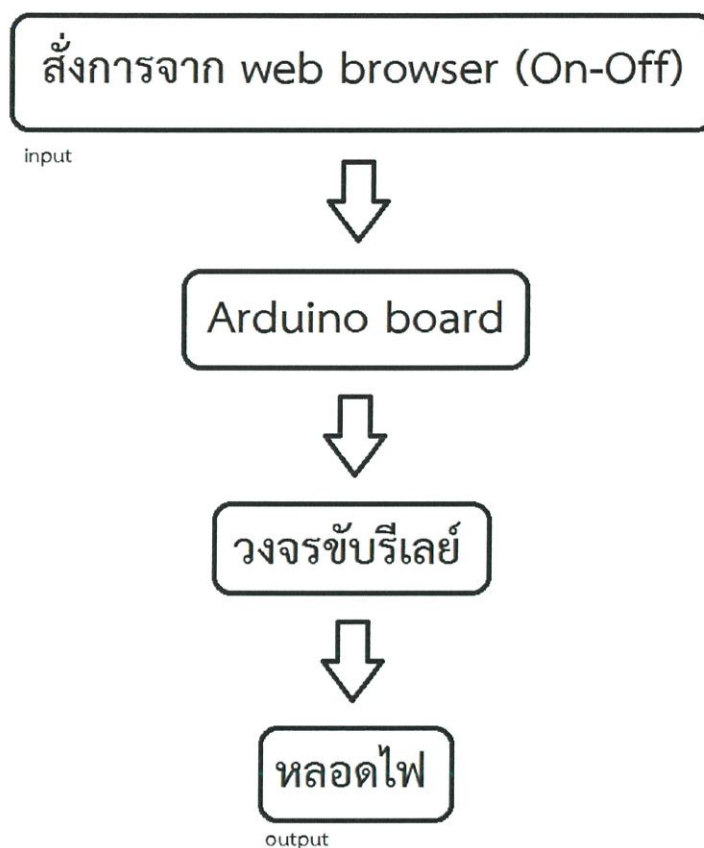 สั่งการจาก web browser (On-Off)
input
Arduino board
วงจรขับรีเลย์
หลอดไฟ
output